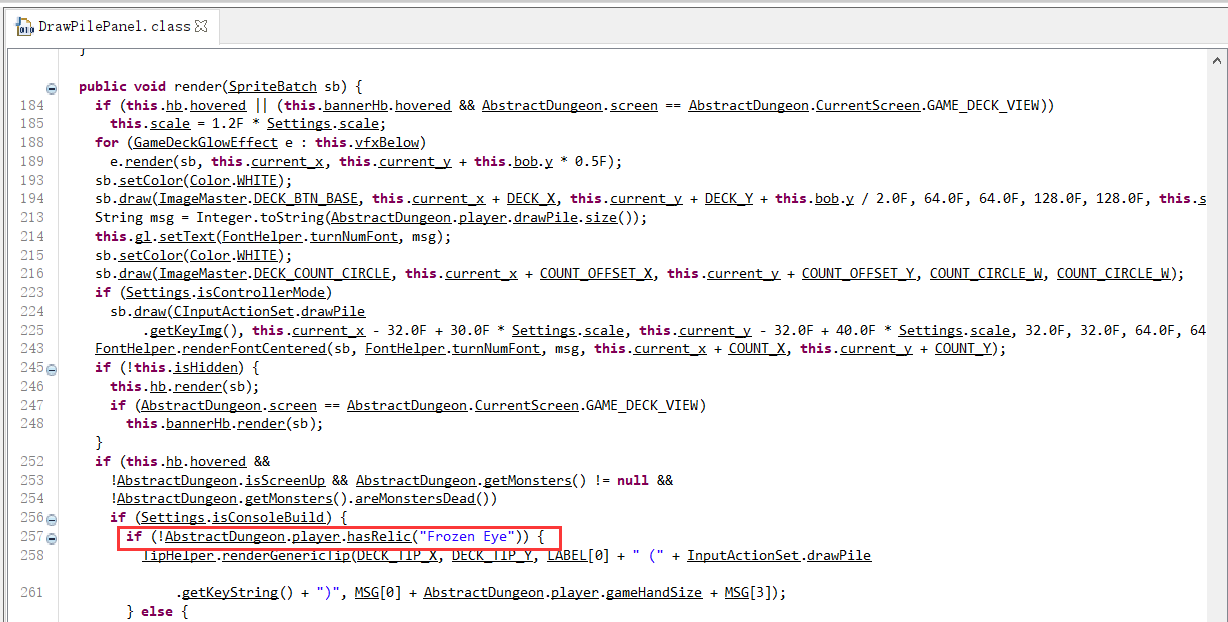 DrawPilePanel.class
}
public void render(SpriteBatch sb) {
184 if (this.hb.hovered || (this.bannerHb.hovered && AbstractDungeon.screen == AbstractDungeon.CurrentScreen.GAME_DECK_VIEW))
185 this.scale = 1.2F * Settings.scale;
188 for (GameDeckGlowEffect e : this.vfxBelow)
189 e.render(sb, this.current_x, this.current_y + this.bob.y * 0.5F);
193 sb.setColor(Color.WHITE);
194 sb.draw(ImageMaster.DECK_BTN_BASE, this.current_x + DECK_X, this.current_y + DECK_Y + this.bob.y / 2.0F, 64.0F, 64.0F, 128.0F, 128.0F, this.s
213 String msg = Integer.toString(AbstractDungeon.player.drawPile.size());
214 this.gl.setText(FontHelper.turnNumFont, msg);
215 sb.setColor(Color.WHITE);
216 sb.draw(ImageMaster.DECK_COUNT_CIRCLE, this.current_x + COUNT_OFFSET_X, this.current_y + COUNT_OFFSET_Y, COUNT_CIRCLE_W, COUNT_CIRCLE_W);
223 if (Settings.isControllerMode)
224 sb.draw(CInputActionSet.drawPile
225 .getKeyImg(), this.current_x - 32.0F + 30.0F * Settings.scale, this.current_y - 32.0F + 40.0F * Settings.scale, 32.0F, 32.0F, 64.0F, 64
243 FontHelper.renderFontCentered(sb, FontHelper.turnNumFont, msg, this.current_x + COUNT_X, this.current_y + COUNT_Y);
245 if (!this.isHidden) {
246 this.hb.render(sb);
247 if (AbstractDungeon.screen == AbstractDungeon.CurrentScreen.GAME_DECK_VIEW)
248 this.bannerHb.render(sb);
}
252 if (this.hb.hovered &&
253 !AbstractDungeon.isScreenUp && AbstractDungeon.getMonsters() != null &&
254 !AbstractDungeon.getMonsters().areMonstersDead())
256 if (Settings.isConsoleBuild) {
257 if (!AbstractDungeon.player.hasRelic("Frozen Eye")) {
258 TipHelper.renderGenericTip(DECK_TIP_X, DECK_TIP_Y, LABEL[0] + " (" + InputActionSet.drawPile
261 .getKeyString() + ")", MSG[0] + AbstractDungeon.player.gameHandSize + MSG[3]);
} else {